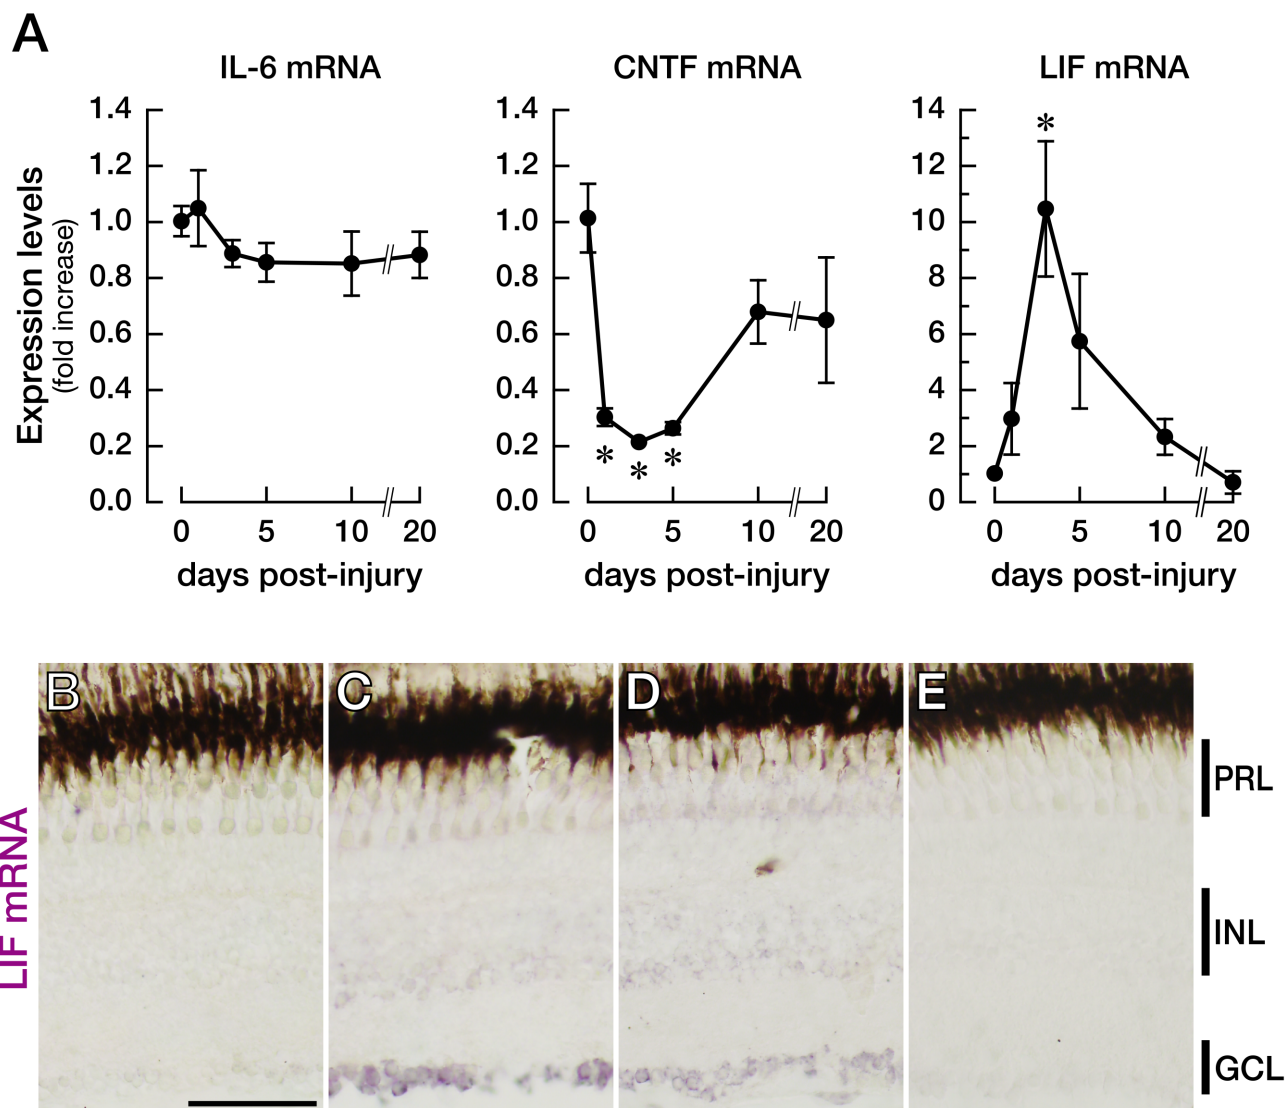 A
IL-6 mRNA
CNTF mRNA
LIF mRNA
Expression levels
(fold increase)
1.4
1.2
1.0
0.8
0.6
0.4
0.2
0.0
0 5 10 20
days post-injury
1.4
1.2
1.0
0.8
0.6
0.4
0.2
0.0
* * *
0 5 10 20
days post-injury
14
12
10
8
6
4
2
0
*
0 5 10 20
days post-injury
LIF mRNA
B
C
D
E
PRL
INL
GCL